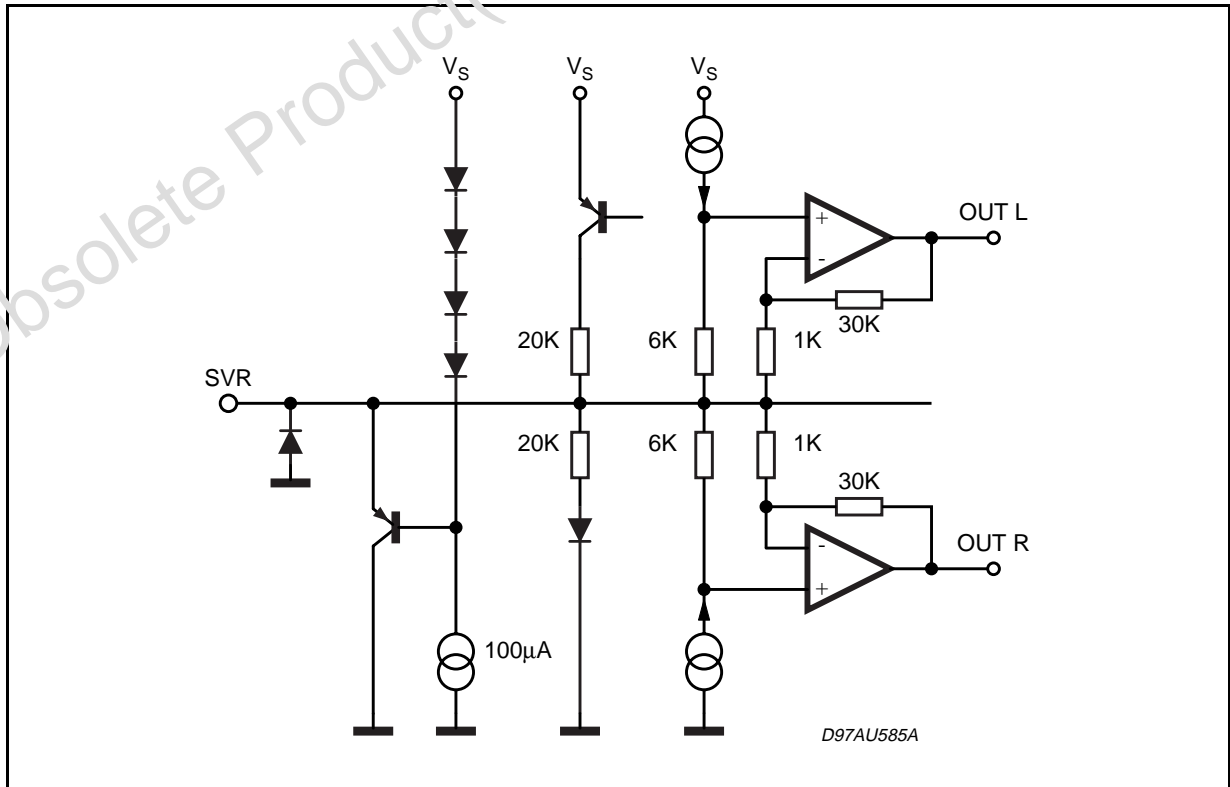 Obsolete Product(
V_S V_S V_S
+
-
OUT L
30K
20K 6K 1K
SVR
20K 6K 1K
30K
-
+
OUT R
100μA
D97AU585A